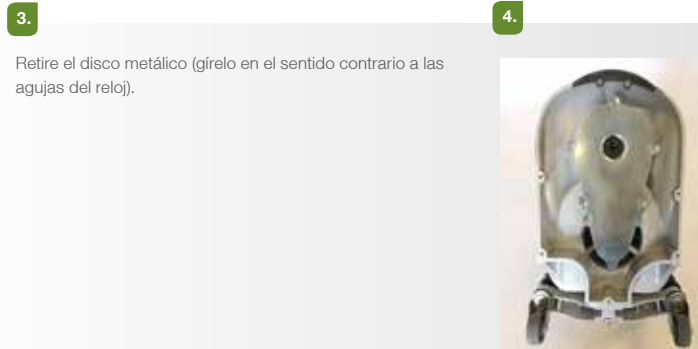 3.
Retire el disco metálico (gírelo en el sentido contrario a las
agujas del reloj).
4.